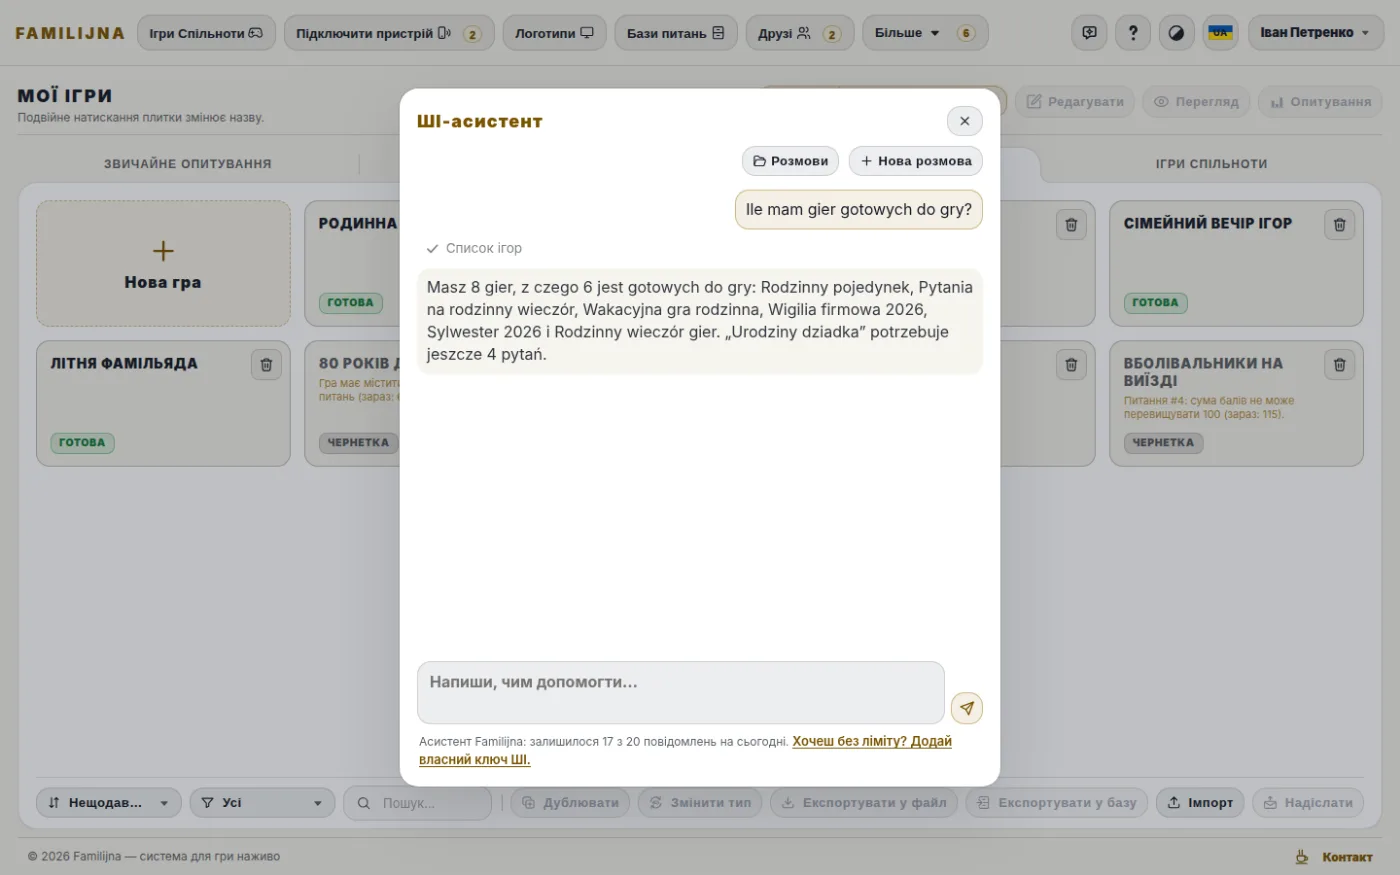 FAMILIJNA
Ігри Спільноти
Підключити пристрій 2
Логотипи
Бази питань
Друзі 2
Більше 6
?
UA
Іван Петренко
МОЇ ІГРИ
Подвійне натискання плитки змінює назву.
Редагувати
Перегляд
Опитування
ЗВИЧАЙНЕ ОПИТУВАННЯ
ІГРИ СПІЛЬНОТИ
Нова гра
РОДИННА
ГОТОВА
СІМЕЙНИЙ ВЕЧІР ІГОР
ГОТОВА
ЛІТНЯ ФАМІЛЬЯДА
ГОТОВА
80 РОКІВ
Гра має містити
питань (зараз:
ЧЕРНЕТКА
ВБОЛІВАЛЬНИКИ НА
ВИЇЗДІ
Питання #4: сума балів не може
перевищувати 100 (зараз: 115).
ЧЕРНЕТКА
ШІ-асистент
Розмови
Нова розмова
Ile mam gier gotowych do gry?
Список ігор
Masz 8 gier, z czego 6 jest gotowych do gry: Rodzinny pojedynek, Pytania
na rodzinny wieczór, Wakacyjna gra rodzinna, Wigilia firmowa 2026,
Sylwester 2026 i Rodzinny wieczór gier. „Urodziny dziadka” potrzebuje
jeszcze 4 pytań.
Напиши, чим допомогти...
Асистент Familijna: залишилося 17 з 20 повідомлень на сьогодні. Хочеш без ліміту? Додай
власний ключ ШІ.
Нещодав...
Усі
Пошук...
Дублювати
Змінити тип
Експортувати у файл
Експортувати у базу
Імпорт
Надіслати
© 2026 Familijna — система для гри наживо
Контакт